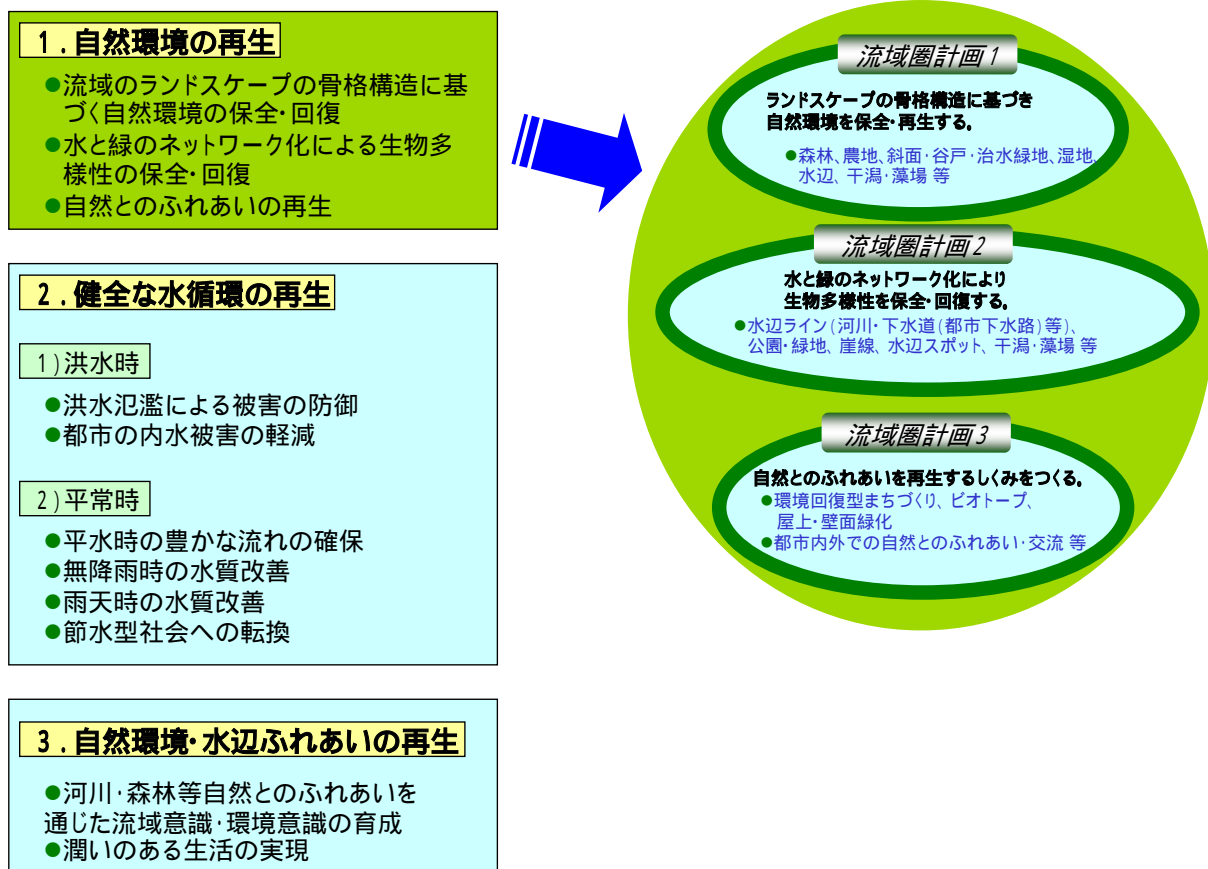 1.自然環境の再生
●流域のランドスケープの骨格構造に基
づく自然環境の保全・回復
●水と緑のネットワーク化による生物多
様性の保全・回復
●自然とのふれあいの再生
2.健全な水循環の再生
1)洪水時
●洪水氾濫による被害の防御
●都市の内水被害の軽減
2)平常時
●平水時の豊かな流れの確保
●無降雨時の水質改善
●雨天時の水質改善
●節水型社会への転換
3.自然環境・水辺ふれあいの再生
●河川・森林等自然とのふれあいを
通じた流域意識・環境意識の育成
●潤いのある生活の実現
流域圏計画1
ランドスケープの骨格構造に基づき
自然環境を保全・再生する。
●森林、農地、斜面・谷戸・治水緑地、湿地、
水辺、干潟・藻場 等
流域圏計画2
水と緑のネットワーク化により
生物多様性を保全・回復する。
●水辺ライン(河川・下水道(都市下水路)等)、
公園・緑地、崖線、水辺スポット、干潟・藻場 等
流域圏計画3
自然とのふれあいを再生するしくみをつくる。
●環境回復型まちづくり、ビオトープ、
屋上・壁面緑化
●都市内外での自然とのふれあい・交流 等